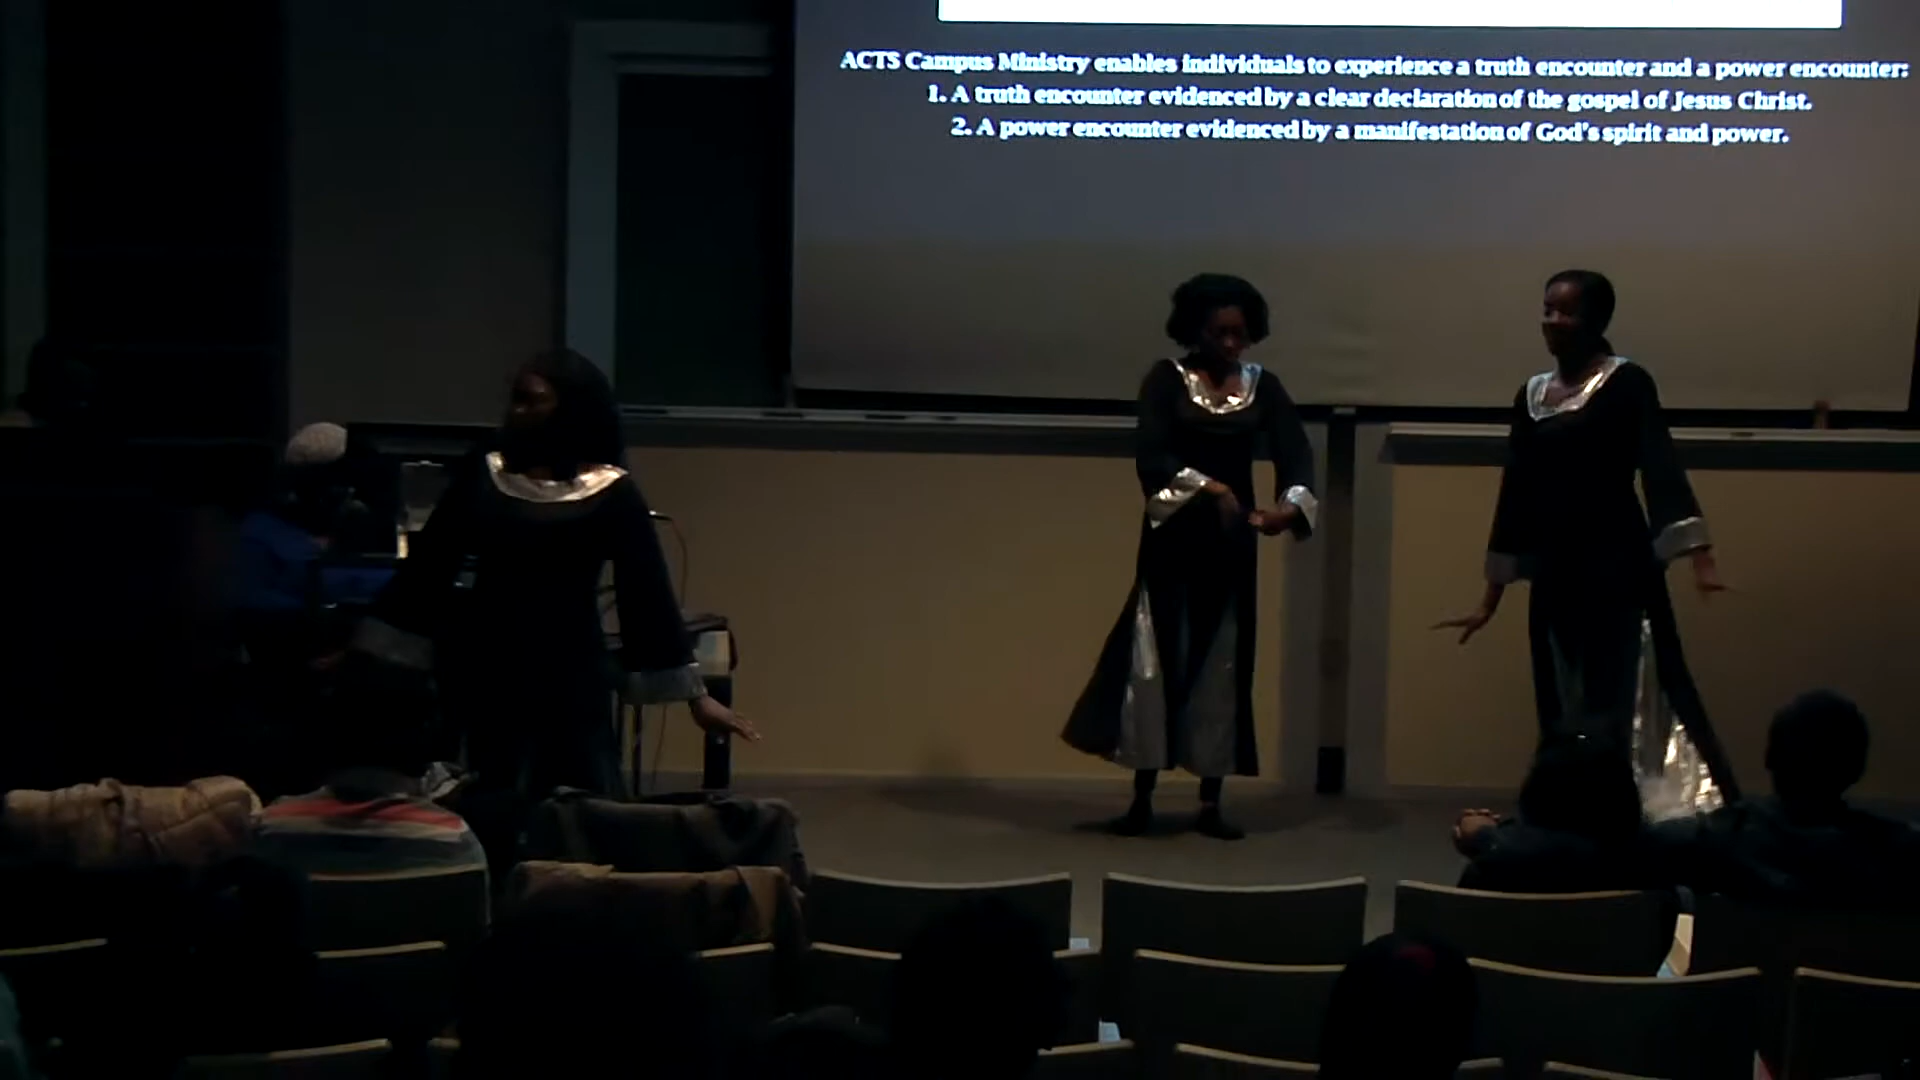 ACTS Campus Ministry enables individuals to experience a truth encounter and a power encounter:
1. A truth encounter evidenced by a clear declaration of the gospel of Jesus Christ.
2. A power encounter evidenced by a manifestation of God's spirit and power.